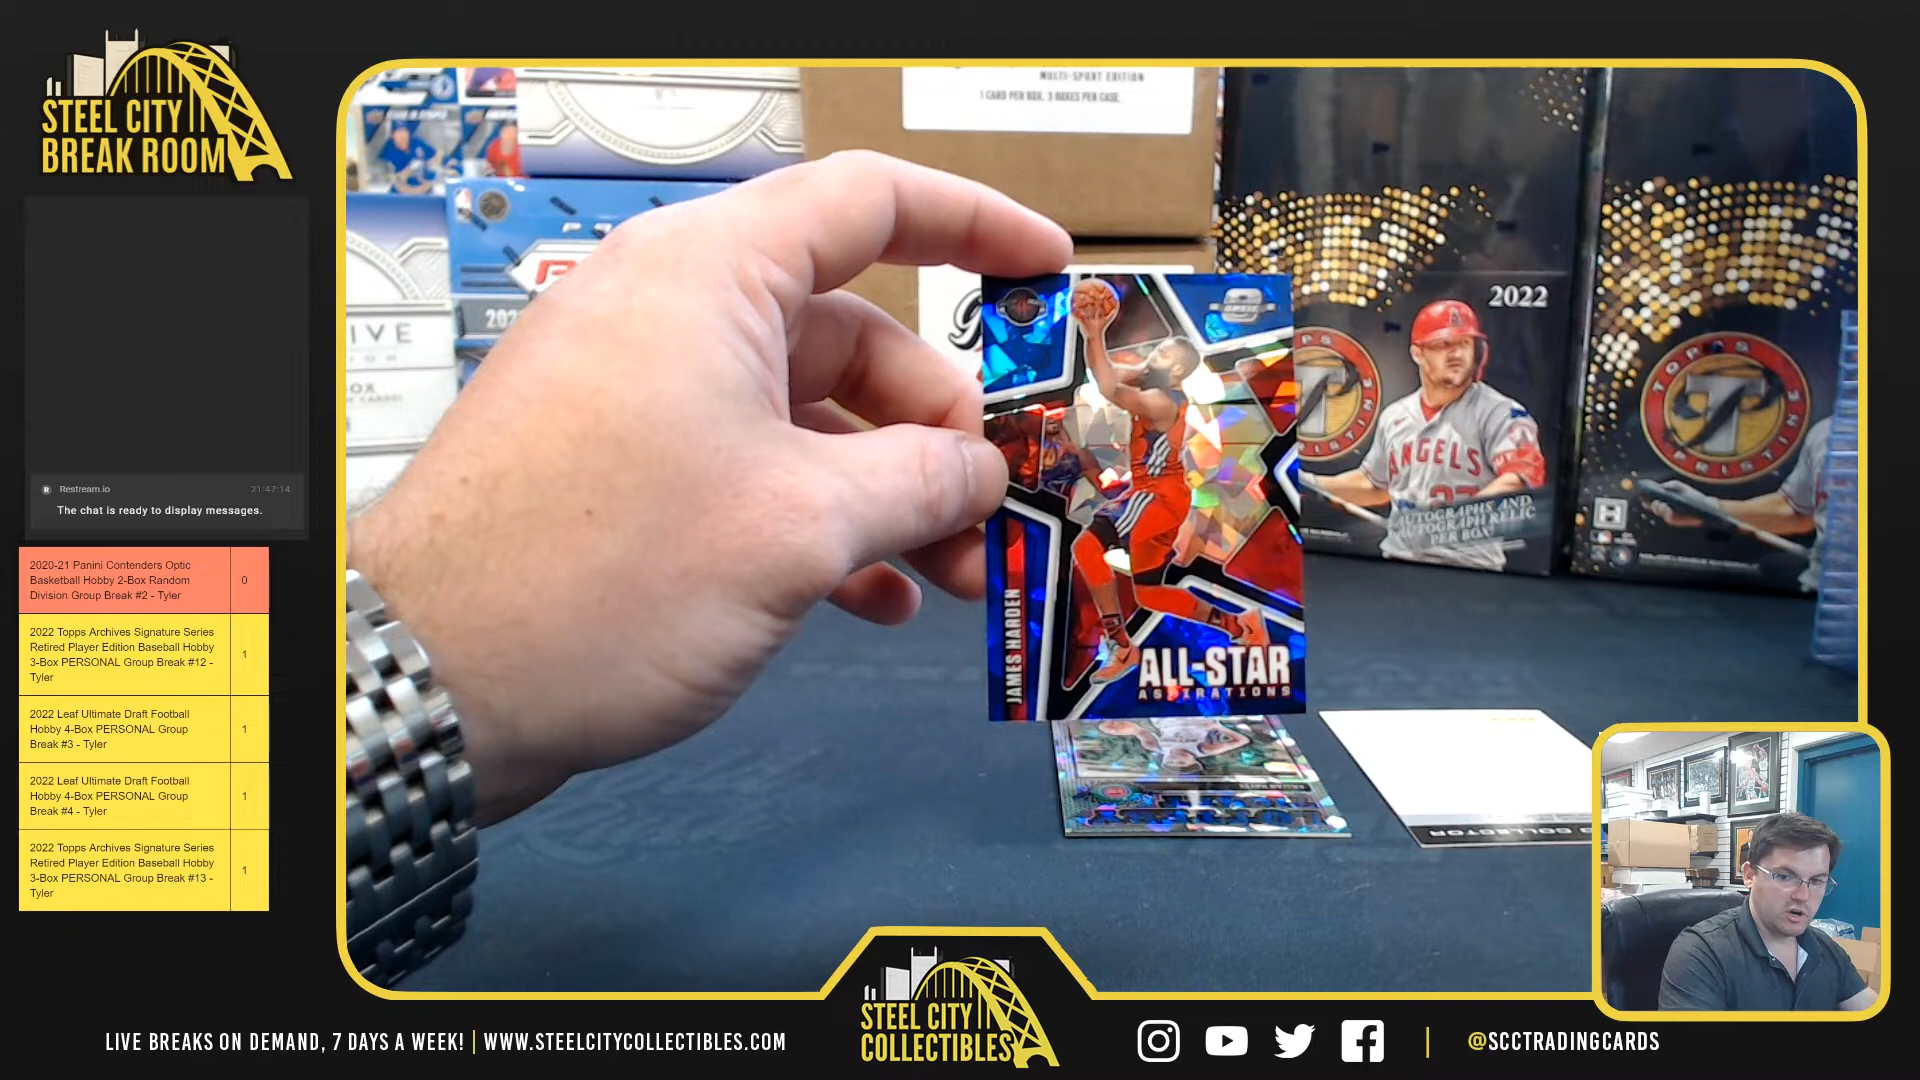 STEEL CITY
BREAK ROOM
Restream.io
21:47:14
The chat is ready to display messages.
2020-21 Panini Contenders Optic
Basketball Hobby 2-Box Random
Division Group Break #2 - Tyler
0
2022 Topps Archives Signature Series
Retired Player Edition Baseball Hobby
3-Box PERSONAL Group Break #12 -
Tyler
1
2022 Leaf Ultimate Draft Football
Hobby 4-Box PERSONAL Group
Break #3 - Tyler
1
2022 Leaf Ultimate Draft Football
Hobby 4-Box PERSONAL Group
Break #4 - Tyler
1
2022 Topps Archives Signature Series
Retired Player Edition Baseball Hobby
3-Box PERSONAL Group Break #13 -
Tyler
1
MULTI-SPORT EDITION
1 CARD PER BOX. 3 BOXES PER CASE.
2022
ANGELS
AUTOGRAPHS AND
AUTOGRAPH RELIC
PER BOX!
TOPPS
T
PRISTINE
JAMES HARDEN
ALL-STAR
ASPIRATIONS
COLLECTOR
STEEL CITY
COLLECTIBLES
LIVE BREAKS ON DEMAND, 7 DAYS A WEEK! | WWW.STEELCITYCOLLECTIBLES.COM
@SCCTRADINGCARDS